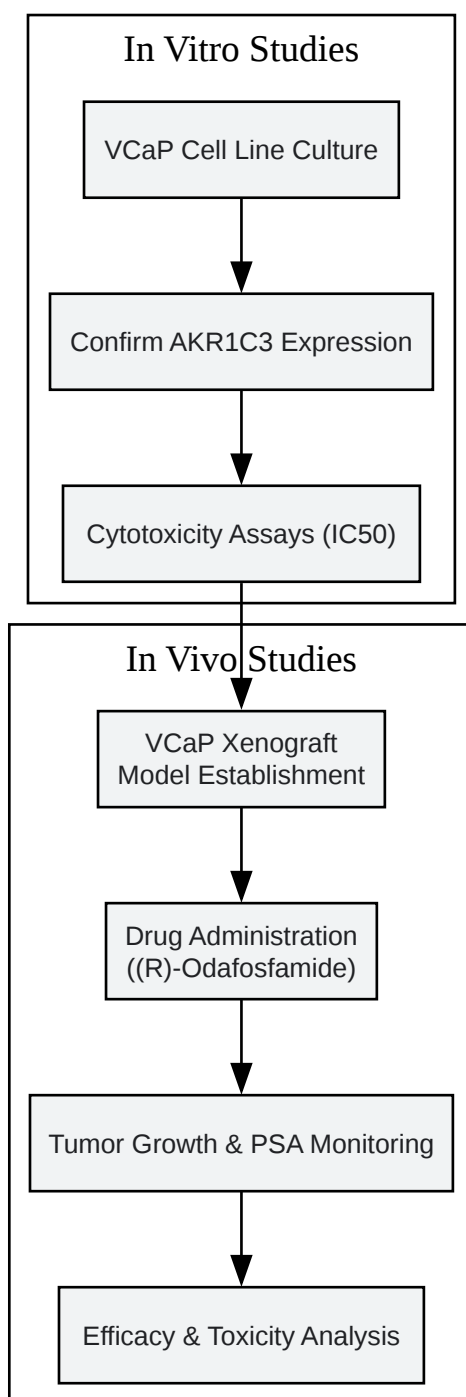 In Vitro Studies
VCaP Cell Line Culture
Confirm AKR1C3 Expression
Cytotoxicity Assays (IC50)
In Vivo Studies
VCaP Xenograft
Model Establishment
Drug Administration
((R)-Odafosfamide)
Tumor Growth & PSA Monitoring
Efficacy & Toxicity Analysis